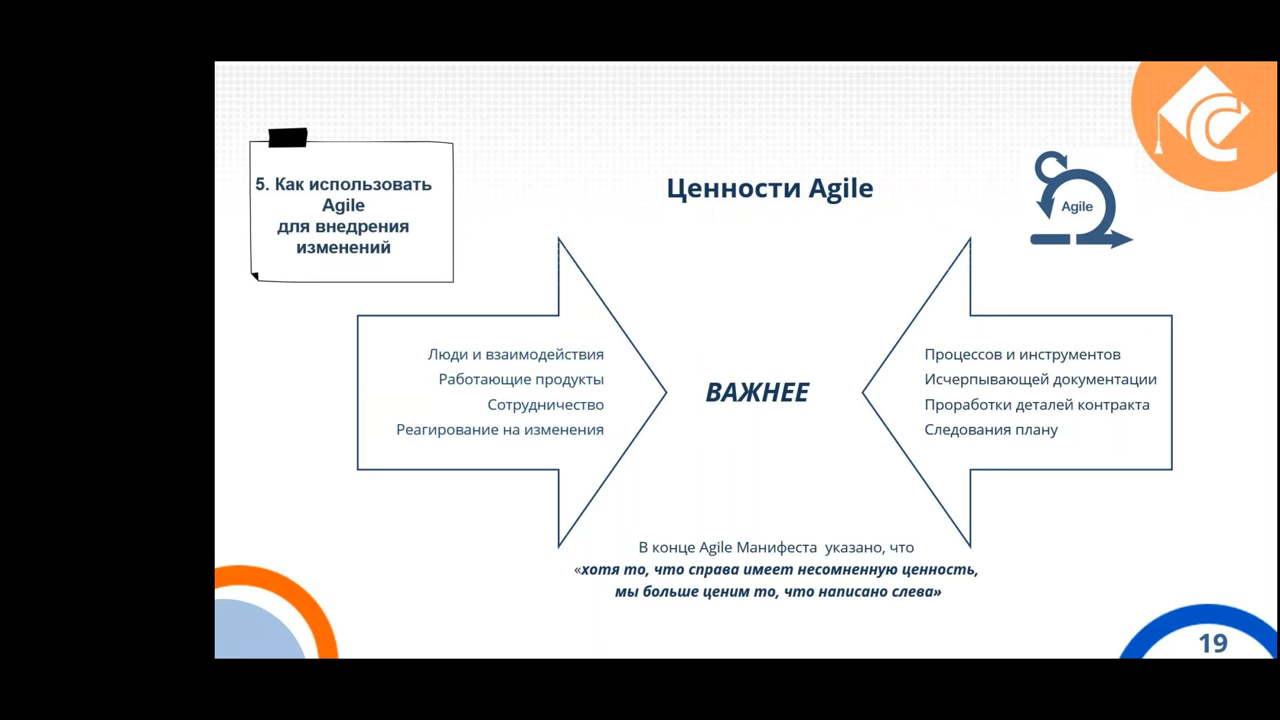 5. Как использовать
Agile
для внедрения
изменений
Ценности Agile
Agile
Люди и взаимодействия
Работающие продукты
Сотрудничество
Реагирование на изменения
ВАЖНЕЕ
Процессов и инструментов
Исчерпывающей документации
Проработки деталей контракта
Следования плану
В конце Agile Манифеста указано, что
«хотя то, что справа имеет несомненную ценность,
мы больше ценим то, что написано слева»
19